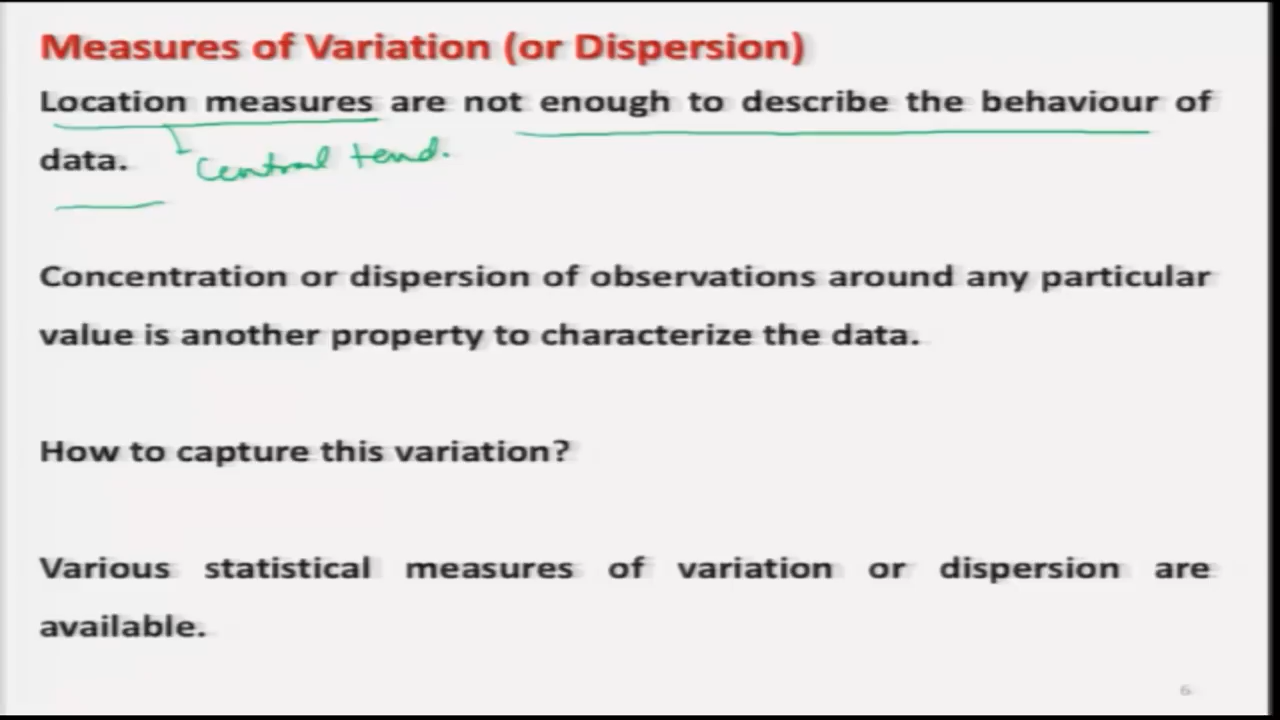 Measures of Variation (or Dispersion)
Location measures are not enough to describe the behaviour of
data.
central tend.
Concentration or dispersion of observations around any particular
value is another property to characterize the data.
How to capture this variation?
Various statistical measures of variation or dispersion are
available.
6